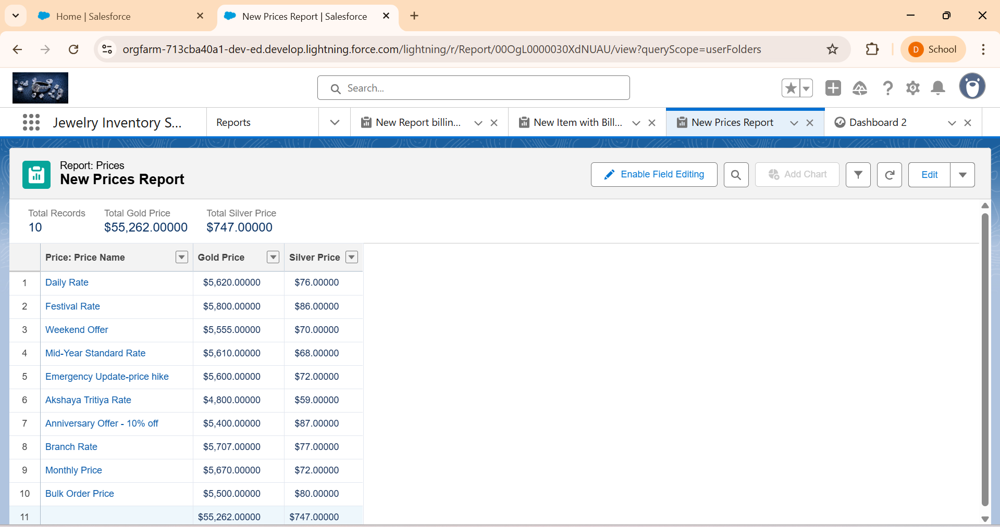 Home | Salesforce
New Prices Report | Salesforce
orgfarm-713cba40a1-dev-ed.develop.lightning.force.com/lightning/r/Report/00OgL0000030XdNUAU/view?queryScope=userFolders
D School
Search...
Jewelry Inventory S...
Reports
New Report billin...
New Item with Bill...
New Prices Report
Dashboard 2
Report: Prices
New Prices Report
Enable Field Editing
Add Chart
Edit
Total Records Total Gold Price Total Silver Price
10 $55,262.00000 $747.00000
Price: Price Name Gold Price Silver Price
1 Daily Rate $5,620.00000 $76.00000
2 Festival Rate $5,800.00000 $86.00000
3 Weekend Offer $5,555.00000 $70.00000
4 Mid-Year Standard Rate $5,610.00000 $68.00000
5 Emergency Update-price hike $5,600.00000 $72.00000
6 Akshaya Tritiya Rate $4,800.00000 $59.00000
7 Anniversary Offer - 10% off $5,400.00000 $87.00000
8 Branch Rate $5,707.00000 $77.00000
9 Monthly Price $5,670.00000 $72.00000
10 Bulk Order Price $5,500.00000 $80.00000
11 $55,262.00000 $747.00000